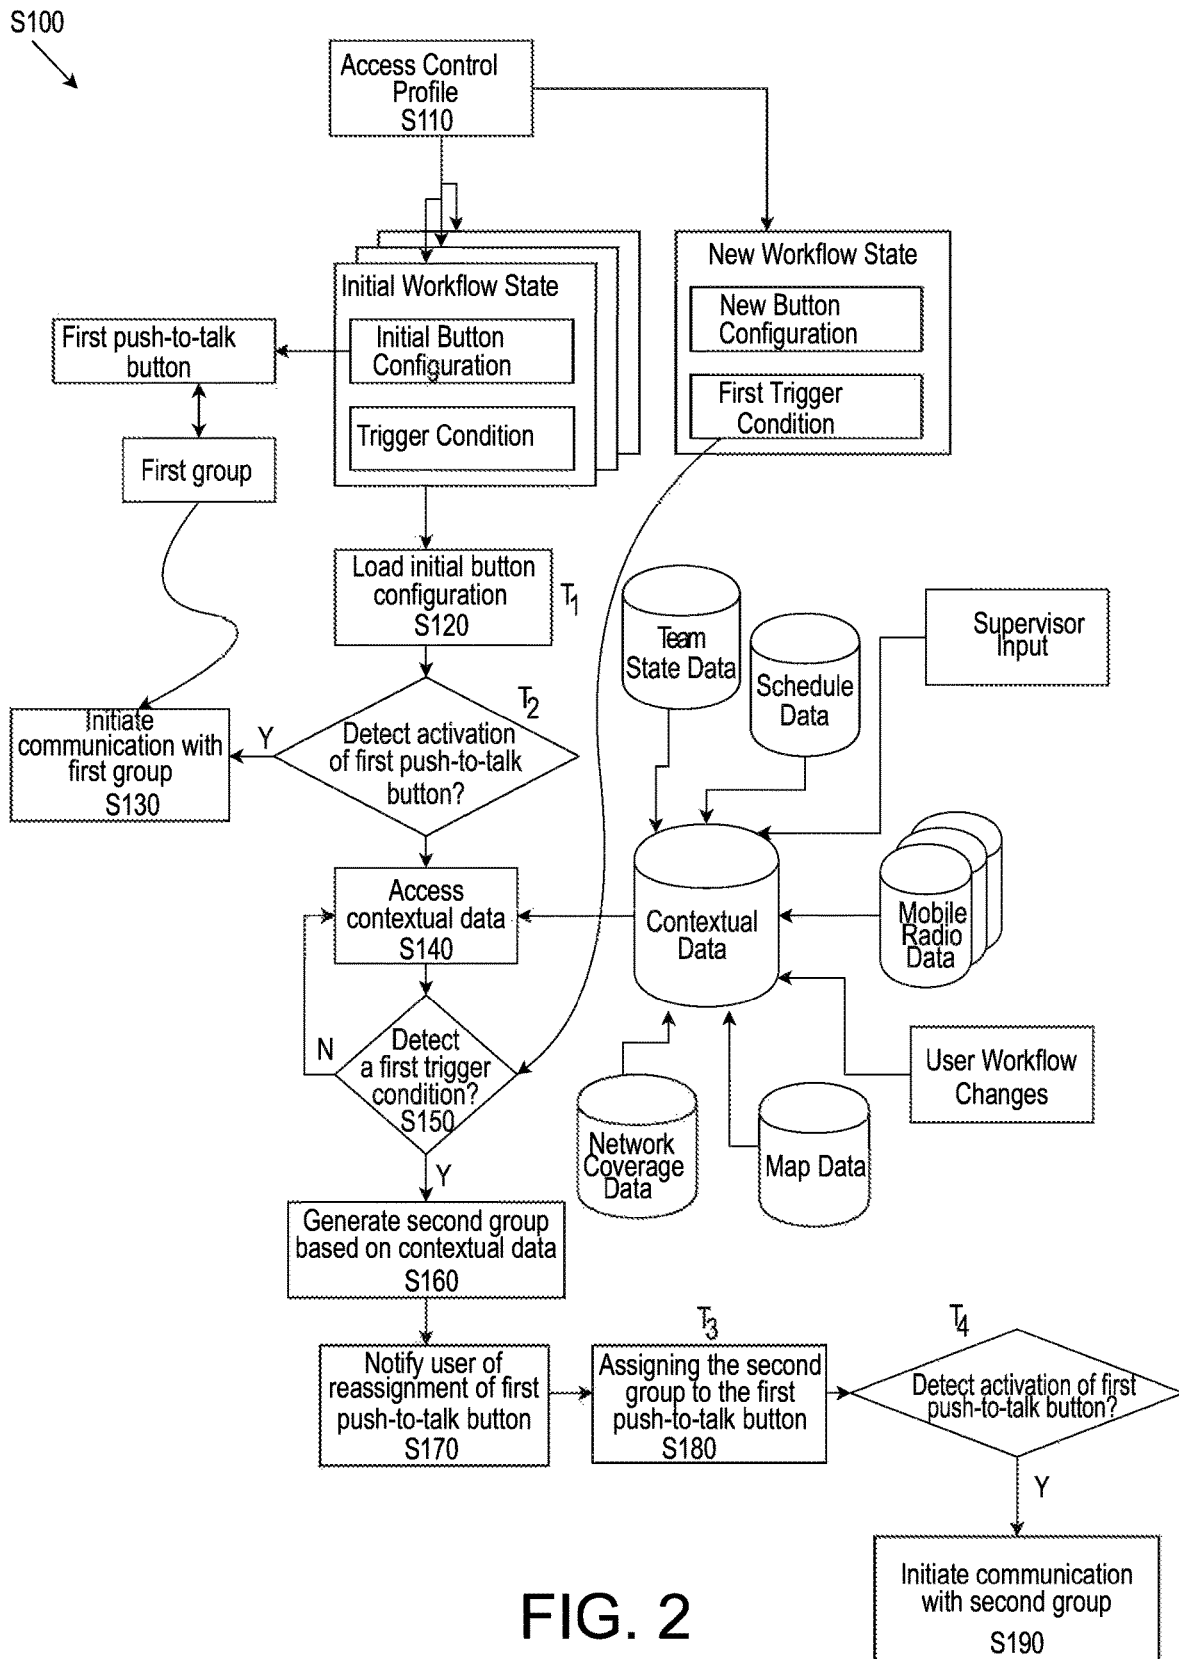 S100
Access Control
Profile
S110
Initial Workflow State
Initial Button
Configuration
Trigger Condition
New Workflow State
New Button
Configuration
First Trigger
Condition
First push-to-talk
button
First group
Load initial button
configuration
S120
T1
Team
State Data
Schedule
Data
Supervisor
Input
T2
Detect activation
of first push-to-talk
button?
Y
Initiate
communication with
first group
S130
Access
contextual data
S140
Contextual
Data
Mobile
Radio
Data
N
Detect
a first trigger
condition?
S150
User Workflow
Changes
Network
Coverage
Data
Map Data
Y
Generate second group
based on contextual data
S160
Notify user of
reassignment of first
push-to-talk button
S170
T3
Assigning the second
group to the first
push-to-talk button
S180
T4
Detect activation of first
push-to-talk button?
Y
Initiate communication
with second group
S190
FIG. 2